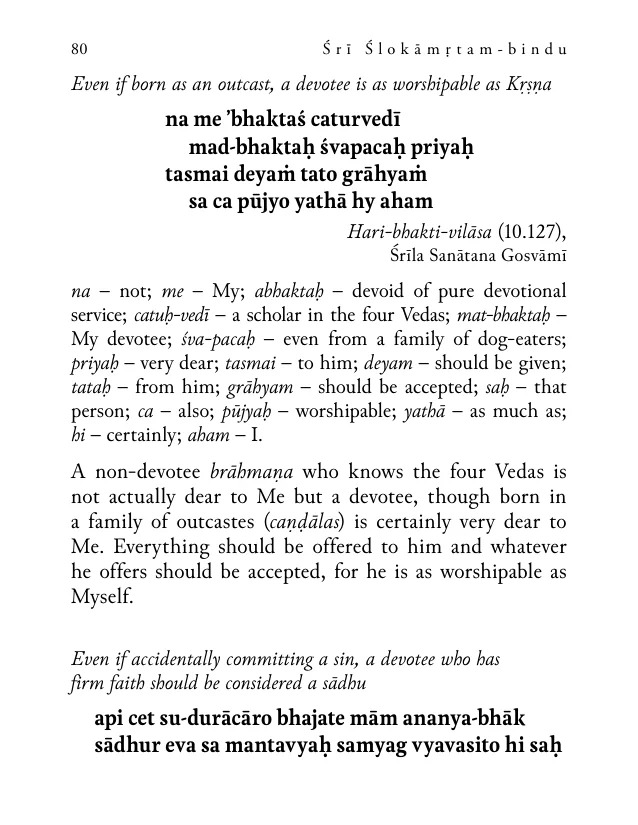 80
Śrī Ślokāmṛtam-bindu
Even if born as an outcast, a devotee is as worshipable as Kṛṣṇa
na me ’bhaktaś caturvedī
mad-bhaktaḥ śvapacaḥ priyaḥ
tasmai deyaṁ tato grāhyaṁ
sa ca pūjyo yathā hy aham
Hari-bhakti-vilāsa (10.127),
Śrīla Sanātana Gosvāmī
na – not; me – My; abhaktaḥ – devoid of pure devotional
service; catuḥ-vedī – a scholar in the four Vedas; mat-bhaktaḥ –
My devotee; śva-pacaḥ – even from a family of dog-eaters;
priyaḥ – very dear; tasmai – to him; deyam – should be given;
tataḥ – from him; grāhyam – should be accepted; saḥ – that
person; ca – also; pūjyaḥ – worshipable; yathā – as much as;
hi – certainly; aham – I.
A non-devotee brāhmaṇa who knows the four Vedas is
not actually dear to Me but a devotee, though born in
a family of outcastes (caṇḍālas) is certainly very dear to
Me. Everything should be offered to him and whatever
he offers should be accepted, for he is as worshipable as
Myself.
Even if accidentally committing a sin, a devotee who has
firm faith should be considered a sādhu
api cet su-durācāro bhajate mām ananya-bhāk
sādhur eva sa mantavyaḥ samyag vyavasito hi saḥ